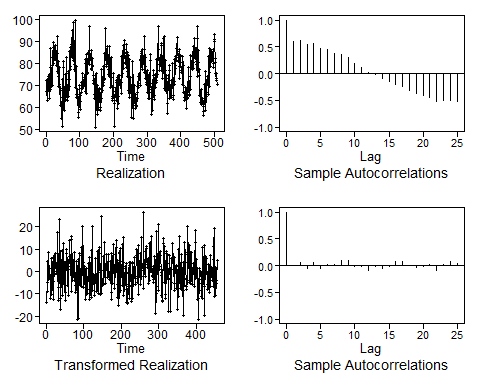 100
90
80
70
60
50
0 100 200 300 400 500
Time
Realization
1.0
0.5
0.0
-0.5
-1.0
0 5 10 15 20 25
Lag
Sample Autocorrelations
20
10
0
-10
-20
0 100 200 300 400
Time
Transformed Realization
1.0
0.5
0.0
-0.5
-1.0
0 5 10 15 20 25
Lag
Sample Autocorrelations